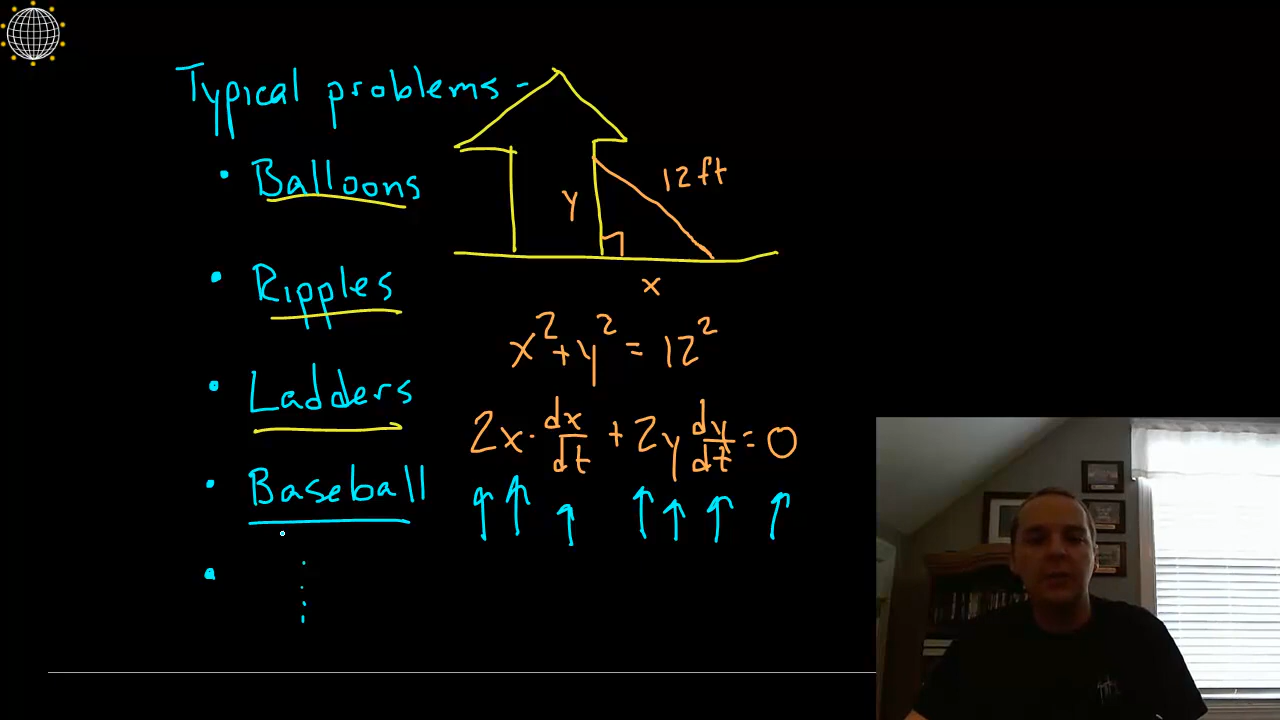 Typical problems -
• Balloons
• Ripples
• Ladders
• Baseball
•
y
12 ft
x
x² + y² = 12²
2x · dx/dt + 2y dy/dt = 0